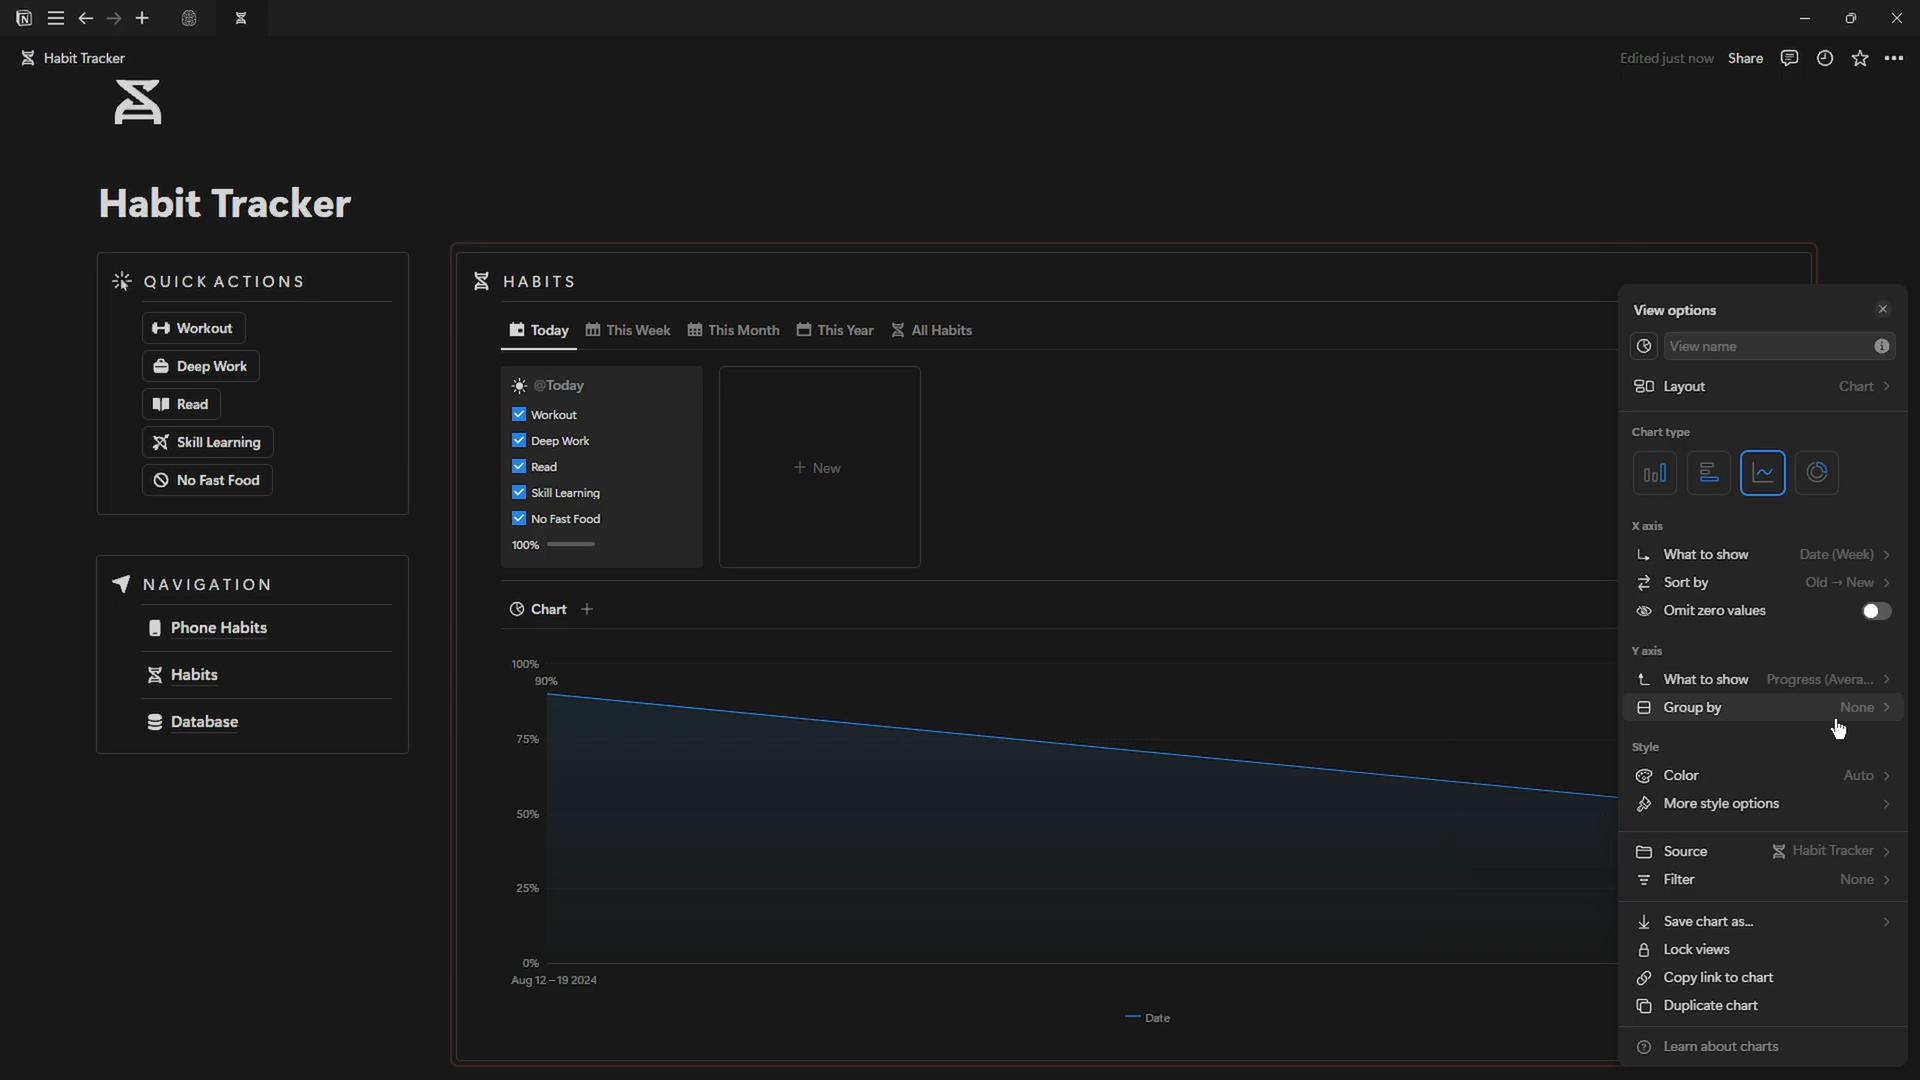 Habit Tracker
Edited just now Share
Habit Tracker
QUICK ACTIONS
Workout
Deep Work
Read
Skill Learning
No Fast Food
NAVIGATION
Phone Habits
Habits
Database
HABITS
Today This Week This Month This Year All Habits
@Today
Workout
Deep Work
Read
Skill Learning
No Fast Food
100%
+ New
Chart +
100%
90%
75%
50%
25%
0%
Aug 12 – 19 2024
Date
View options
View name
Layout Chart
Chart type
X axis
What to show Date (Week)
Sort by Old → New
Omit zero values
Y axis
What to show Progress (Avera...
Group by None
Style
Color Auto
More style options
Source Habit Tracker
Filter None
Save chart as...
Lock views
Copy link to chart
Duplicate chart
Learn about charts